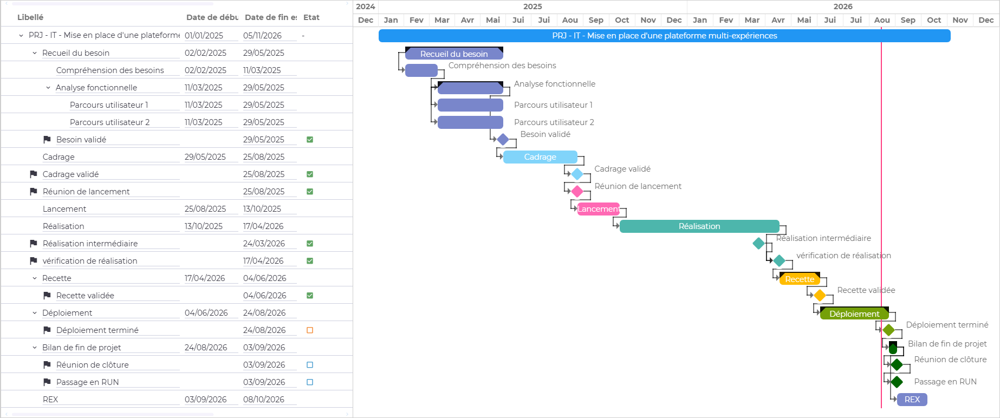 2024 2025 2026
Libellé Date de débu Date de fin es Etat Dec Jan Fev Mar Avr Mai Jui Jui Aou Sep Oct Nov Dec Jan Fev Mar Avr Mai Jui Jui Aou Sep Oct Nov Dec
PRJ - IT - Mise en place d'une plateforme 01/01/2025 05/11/2026 - PRJ - IT - Mise en place d'une plateforme multi-expériences
Recueil du besoin 02/02/2025 29/05/2025 Recueil du besoin
Compréhension des besoins 02/02/2025 11/03/2025 Compréhension des besoins
Analyse fonctionnelle 11/03/2025 29/05/2025 Analyse fonctionnelle
Parcours utilisateur 1 11/03/2025 29/05/2025 Parcours utilisateur 1
Parcours utilisateur 2 11/03/2025 29/05/2025 Parcours utilisateur 2
Besoin validé 29/05/2025 Besoin validé
Cadrage 29/05/2025 25/08/2025 Cadrage
Cadrage validé 25/08/2025 Cadrage validé
Réunion de lancement 25/08/2025 Réunion de lancement
Lancement 25/08/2025 13/10/2025 Lancement
Réalisation 13/10/2025 17/04/2026 Réalisation
Réalisation intermédiaire 24/03/2026 Réalisation intermédiaire
vérification de réalisation 17/04/2026 vérification de réalisation
Recette 17/04/2026 04/06/2026 Recette
Recette validée 04/06/2026 Recette validée
Déploiement 04/06/2026 24/08/2026 Déploiement
Déploiement terminé 24/08/2026 Déploiement terminé
Bilan de fin de projet 24/08/2026 03/09/2026 Bilan de fin de projet
Réunion de clôture 03/09/2026 Réunion de clôture
Passage en RUN 03/09/2026 Passage en RUN
REX 03/09/2026 08/10/2026 REX